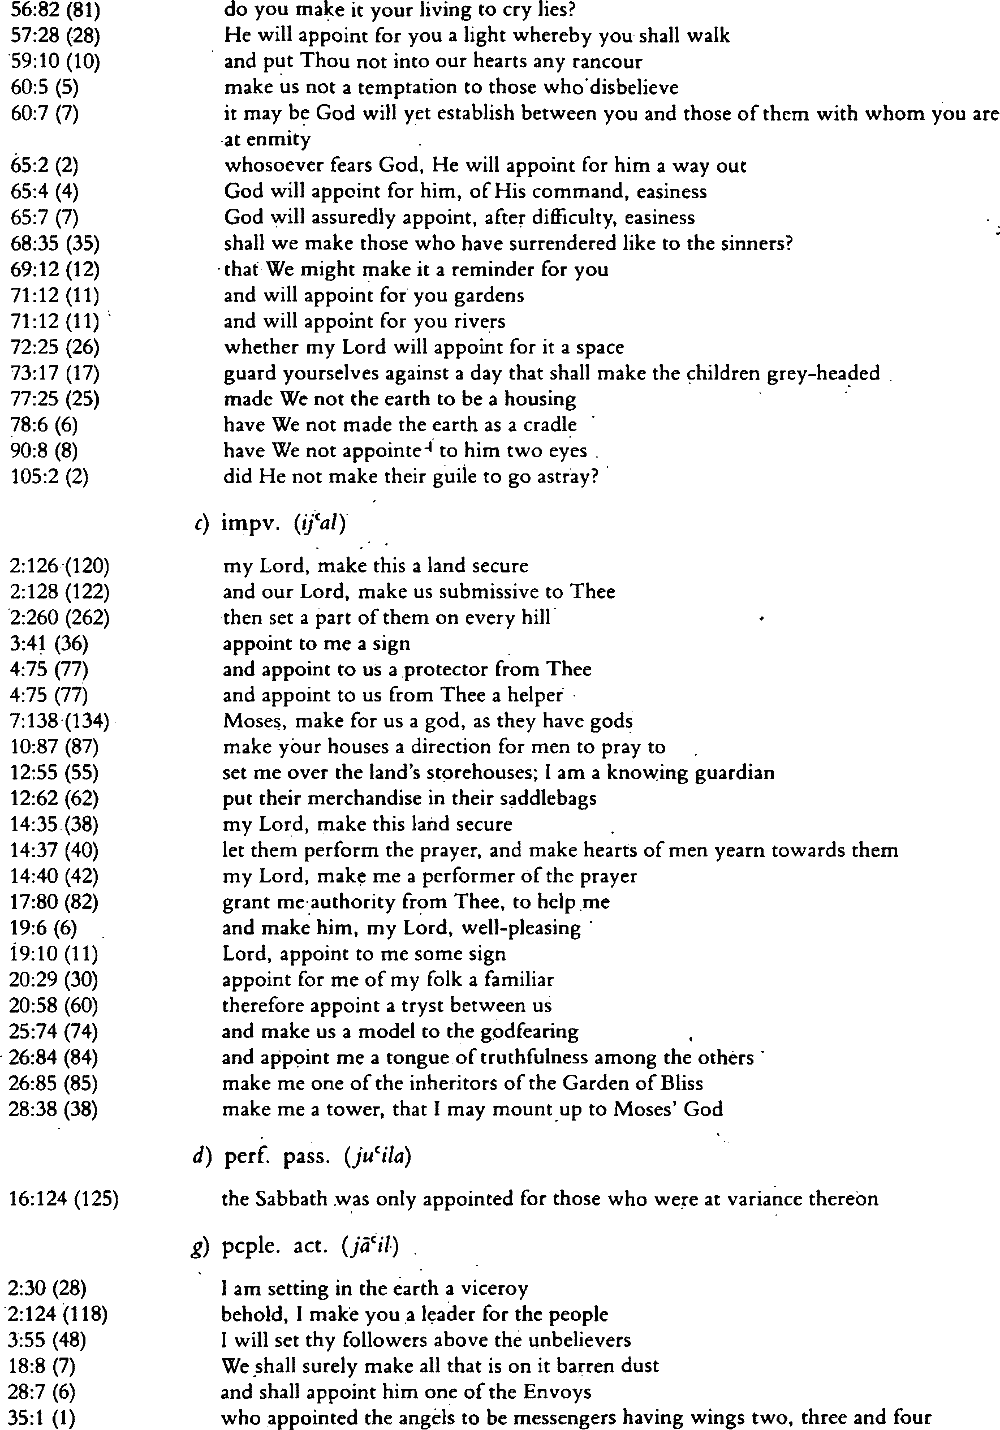 56:82 (81) do you make it your living to cry lies?
57:28 (28) He will appoint for you a light whereby you shall walk
59:10 (10) and put Thou not into our hearts any rancour
60:5 (5) make us not a temptation to those who disbelieve
60:7 (7) it may be God will yet establish between you and those of them with whom you are
at enmity
65:2 (2) whosoever fears God, He will appoint for him a way out
65:4 (4) God will appoint for him, of His command, easiness
65:7 (7) God will assuredly appoint, after difficulty, easiness
68:35 (35) shall we make those who have surrendered like to the sinners?
69:12 (12) that We might make it a reminder for you
71:12 (11) and will appoint for you gardens
71:12 (11) and will appoint for you rivers
72:25 (26) whether my Lord will appoint for it a space
73:17 (17) guard yourselves against a day that shall make the children grey-headed
77:25 (25) made We not the earth to be a housing
78:6 (6) have We not made the earth as a cradle
90:8 (8) have We not appointed to him two eyes
105:2 (2) did He not make their guile to go astray?
c) impv. (ijʿal)
2:126 (120) my Lord, make this a land secure
2:128 (122) and our Lord, make us submissive to Thee
2:260 (262) then set a part of them on every hill
3:41 (36) appoint to me a sign
4:75 (77) and appoint to us a protector from Thee
4:75 (77) and appoint to us from Thee a helper
7:138 (134) Moses, make for us a god, as they have gods
10:87 (87) make your houses a direction for men to pray to
12:55 (55) set me over the land's storehouses; I am a knowing guardian
12:62 (62) put their merchandise in their saddlebags
14:35 (38) my Lord, make this land secure
14:37 (40) let them perform the prayer, and make hearts of men yearn towards them
14:40 (42) my Lord, make me a performer of the prayer
17:80 (82) grant me authority from Thee, to help me
19:6 (6) and make him, my Lord, well-pleasing
19:10 (11) Lord, appoint to me some sign
20:29 (30) appoint for me of my folk a familiar
20:58 (60) therefore appoint a tryst between us
25:74 (74) and make us a model to the godfearing
26:84 (84) and appoint me a tongue of truthfulness among the others
26:85 (85) make me one of the inheritors of the Garden of Bliss
28:38 (38) make me a tower, that I may mount up to Moses' God
d) perf. pass. (juʿila)
16:124 (125) the Sabbath was only appointed for those who were at variance thereon
g) pcple. act. (jāʿil)
2:30 (28) I am setting in the earth a viceroy
2:124 (118) behold, I make you a leader for the people
3:55 (48) I will set thy followers above the unbelievers
18:8 (7) We shall surely make all that is on it barren dust
28:7 (6) and shall appoint him one of the Envoys
35:1 (1) who appointed the angels to be messengers having wings two, three and four